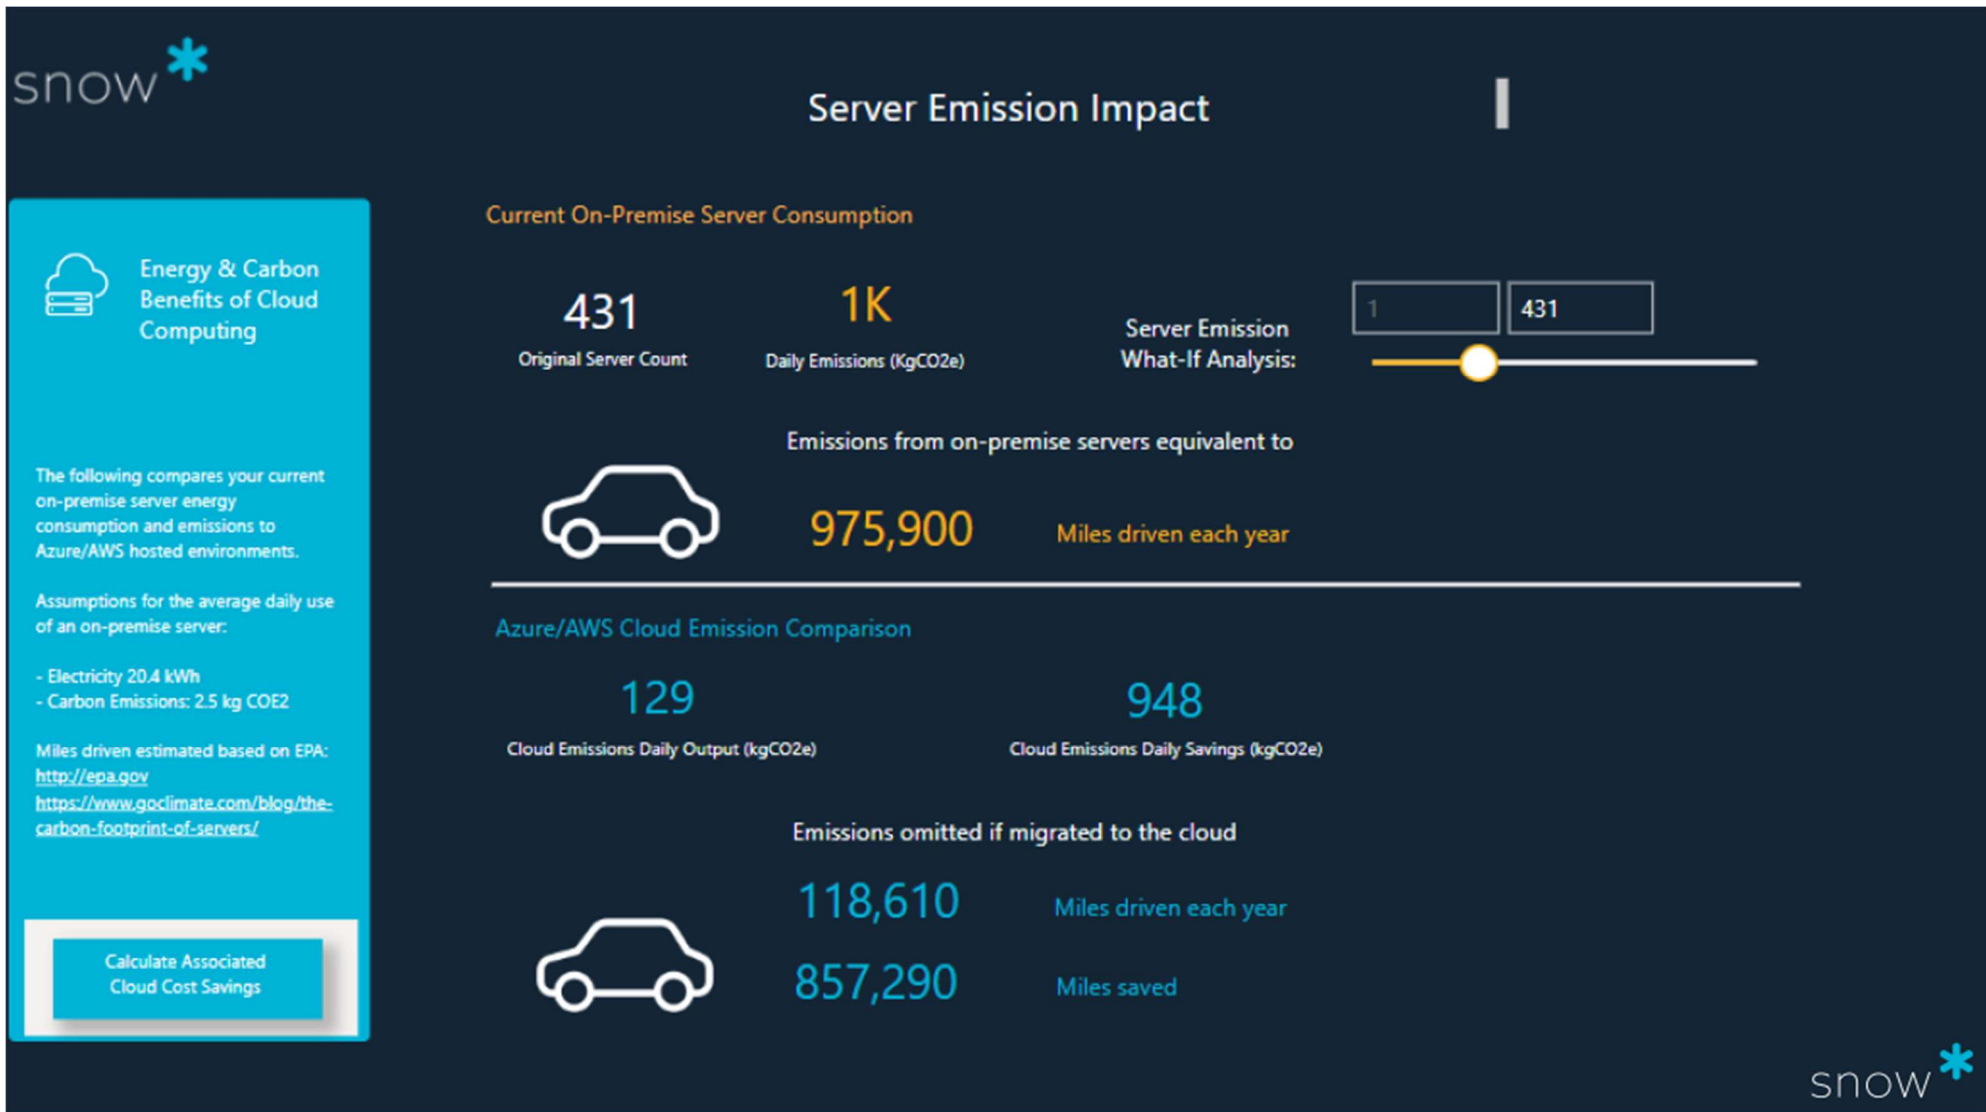 snow
Server Emission Impact
Energy & Carbon
Benefits of Cloud
Computing
The following compares your current
on-premise server energy
consumption and emissions to
Azure/AWS hosted environments.
Assumptions for the average daily use
of an on-premise server:
- Electricity 20.4 kWh
- Carbon Emissions: 2.5 kg COE2
Miles driven estimated based on EPA:
http://epa.gov
https://www.goclimate.com/blog/the-
carbon-footprint-of-servers/
Calculate Associated
Cloud Cost Savings
Current On-Premise Server Consumption
431
Original Server Count
1K
Daily Emissions (KgCO2e)
Server Emission
What-If Analysis:
1
431
Emissions from on-premise servers equivalent to
975,900
Miles driven each year
Azure/AWS Cloud Emission Comparison
129
Cloud Emissions Daily Output (kgCO2e)
948
Cloud Emissions Daily Savings (kgCO2e)
Emissions omitted if migrated to the cloud
118,610
Miles driven each year
857,290
Miles saved
snow